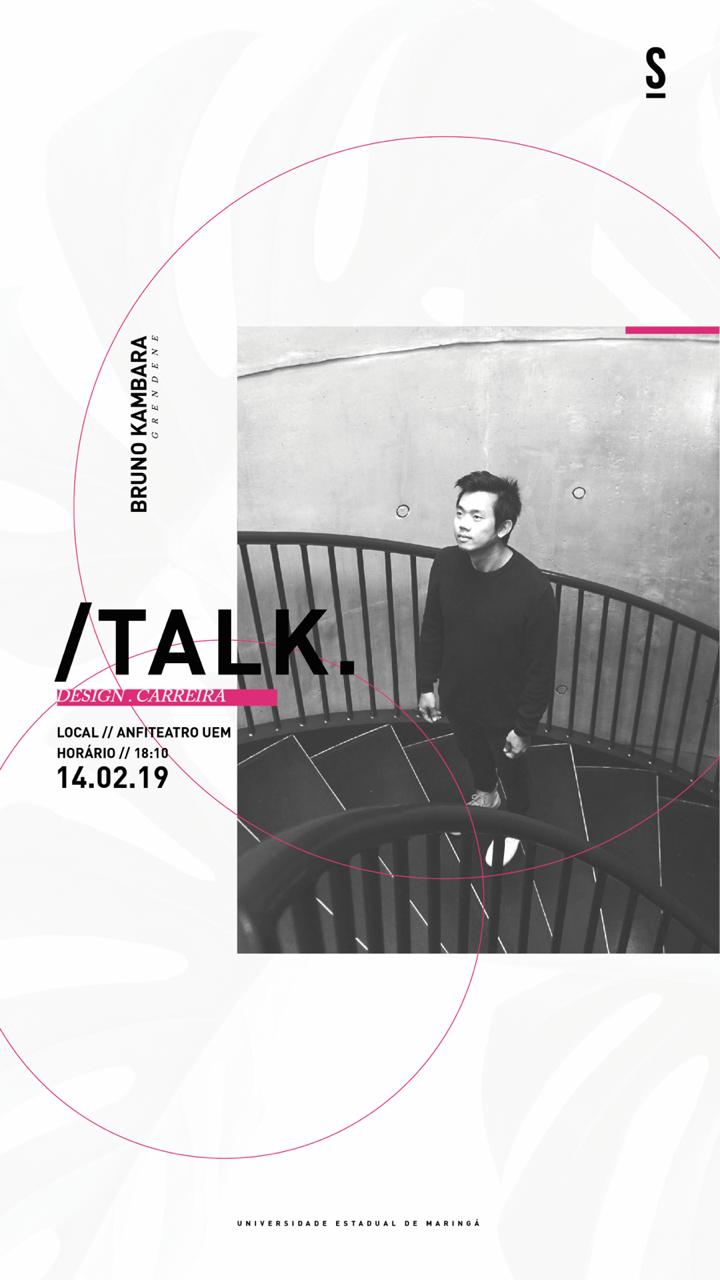 S
BRUNO KAMBARA
GRENDENE
/TALK.
DESIGN . CARREIRA
LOCAL // ANFITEATRO UEM
HORÁRIO // 18:10
14.02.19
UNIVERSIDADE ESTADUAL DE MARINGÁ